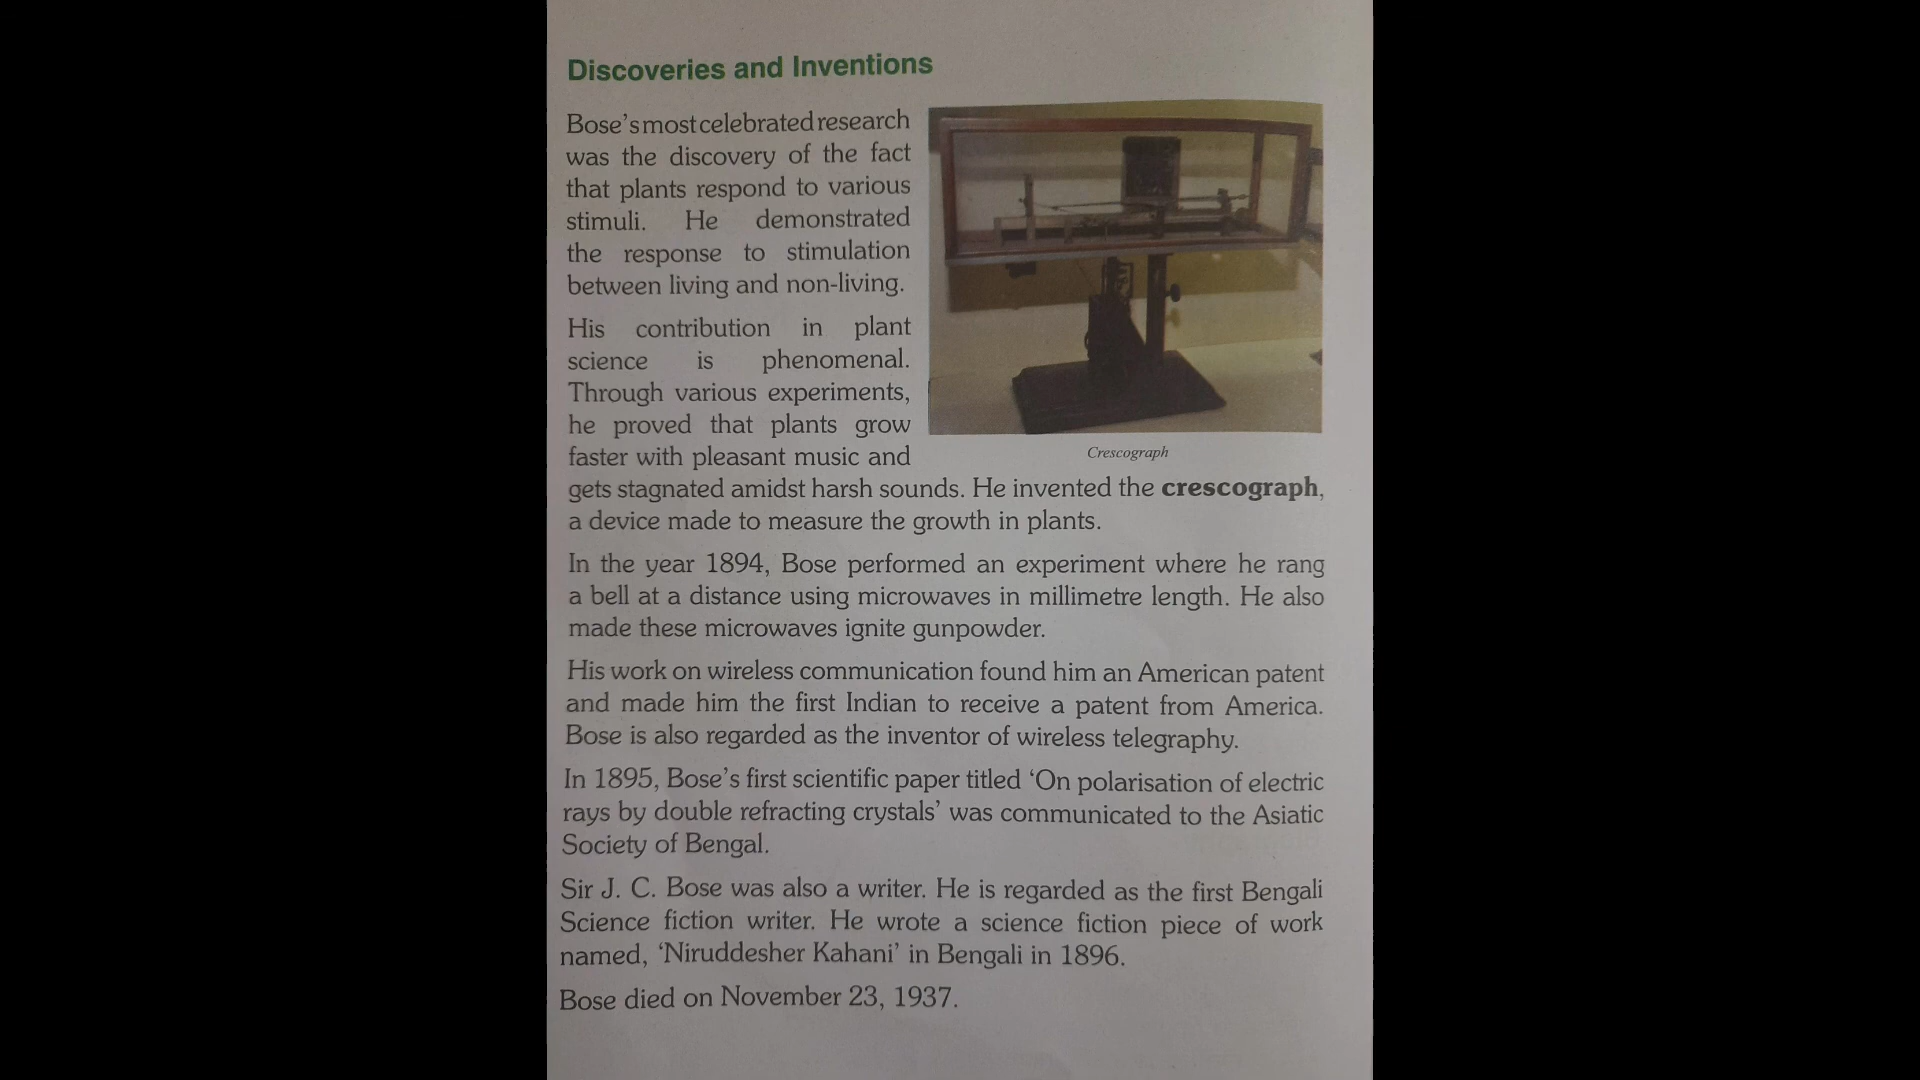 Discoveries and Inventions
Bose's most celebrated research
was the discovery of the fact
that plants respond to various
stimuli. He demonstrated
the response to stimulation
between living and non-living.
His contribution in plant
science is phenomenal.
Through various experiments,
he proved that plants grow
faster with pleasant music and
Crescograph
gets stagnated amidst harsh sounds. He invented the crescograph,
a device made to measure the growth in plants.
In the year 1894, Bose performed an experiment where he rang
a bell at a distance using microwaves in millimetre length. He also
made these microwaves ignite gunpowder.
His work on wireless communication found him an American patent
and made him the first Indian to receive a patent from America.
Bose is also regarded as the inventor of wireless telegraphy.
In 1895, Bose's first scientific paper titled 'On polarisation of electric
rays by double refracting crystals' was communicated to the Asiatic
Society of Bengal.
Sir J. C. Bose was also a writer. He is regarded as the first Bengali
Science fiction writer. He wrote a science fiction piece of work
named, 'Niruddesher Kahani' in Bengali in 1896.
Bose died on November 23, 1937.